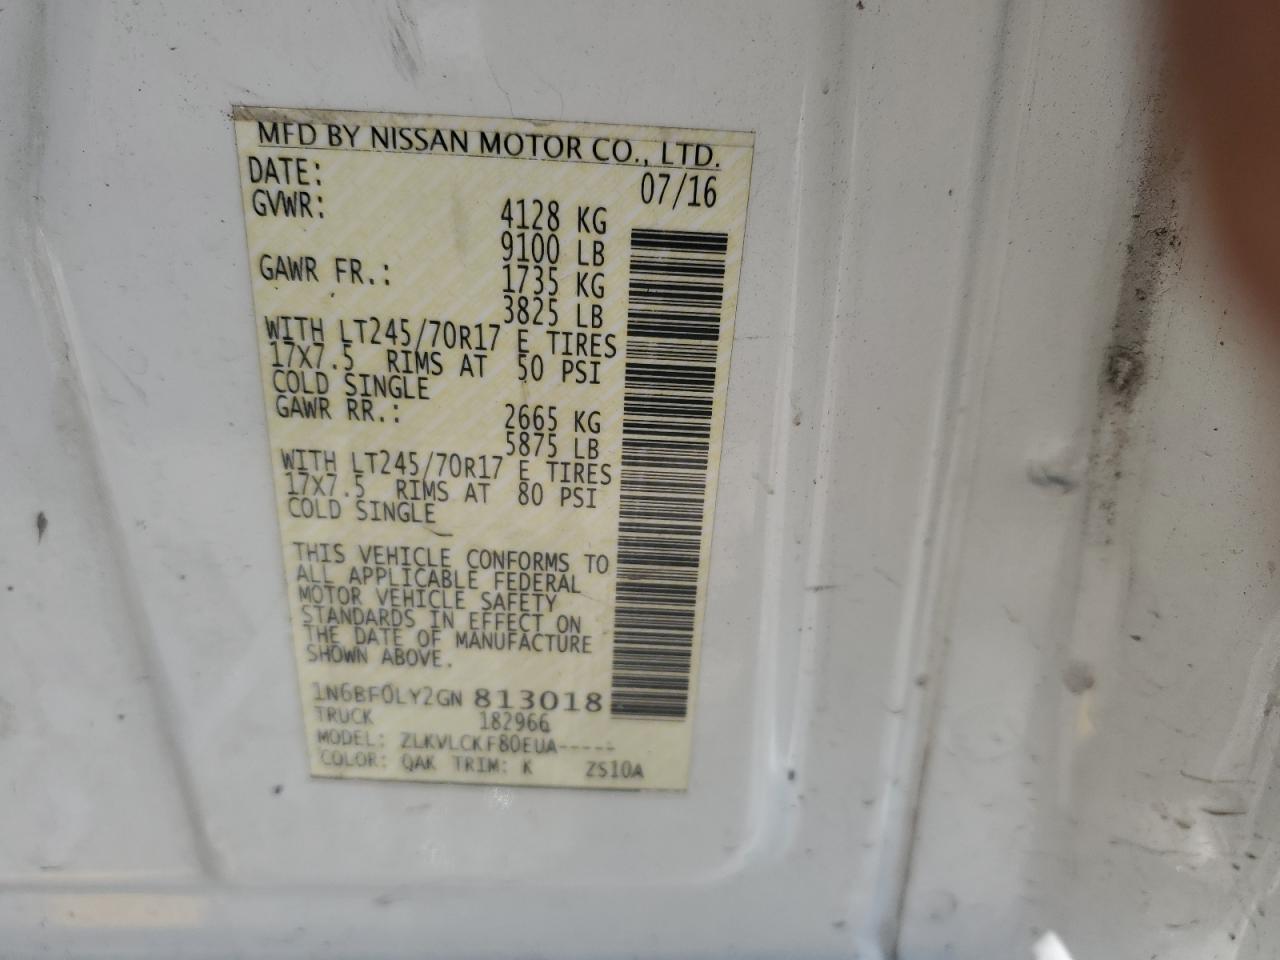 MFD BY NISSAN MOTOR CO., LTD.
DATE: 07/16
GVWR: 4128 KG
9100 LB
GAWR FR.: 1735 KG
3825 LB
WITH LT245/70R17 E TIRES
17X7.5 RIMS AT 50 PSI
COLD SINGLE
GAWR RR.: 2665 KG
5875 LB
WITH LT245/70R17 E TIRES
17X7.5 RIMS AT 80 PSI
COLD SINGLE
THIS VEHICLE CONFORMS TO
ALL APPLICABLE FEDERAL
MOTOR VEHICLE SAFETY
STANDARDS IN EFFECT ON
THE DATE OF MANUFACTURE
SHOWN ABOVE.
1N6BF0LY2GN 813018
TRUCK 182966
MODEL: ZLKVLCKF80EUA-----
COLOR: QAK TRIM: K ZS10A